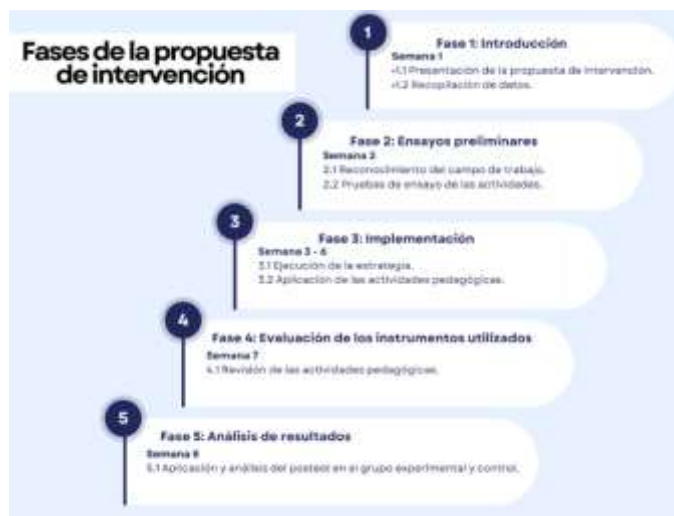 Fases de la propuesta
de intervención
1
Fase 1: Introducción
Semana 1
•1.1 Presentación de la propuesta de intervención.
•1.2 Recopilación de datos.
2
Fase 2: Ensayos preliminares
Semana 2
2.1 Reconocimiento del campo de trabajo.
2.2 Pruebas de ensayo de las actividades.
3
Fase 3: Implementación
Semana 3 - 6
3.1 Ejecución de la estrategia.
3.2 Aplicación de las actividades pedagógicas.
4
Fase 4: Evaluación de los instrumentos utilizados
Semana 7
4.1 Revisión de las actividades pedagógicas.
5
Fase 5: Análisis de resultados
Semana 8
5.1 Aplicación y análisis del postest en el grupo experimental y control.